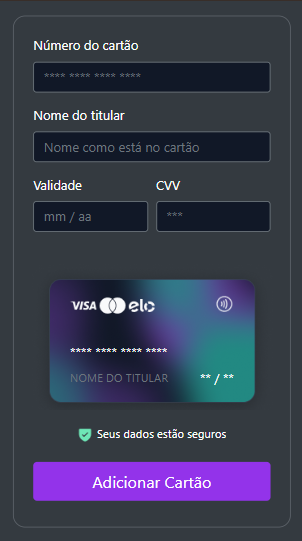 Número do cartão
**** **** **** ****
Nome do titular
Nome como está no cartão
Validade CVV
mm / aa ***
VISA elo
**** **** **** ****
NOME DO TITULAR ** / **
Seus dados estão seguros
Adicionar Cartão